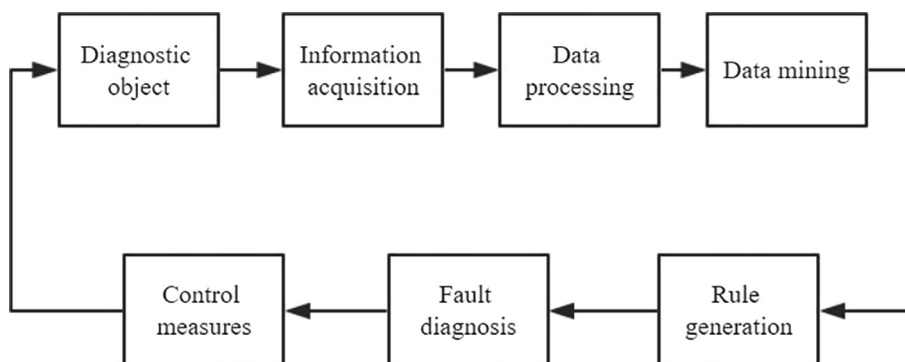 Diagnostic
object
Information
acquisition
Data
processing
Data mining
Control
measures
Fault
diagnosis
Rule
generation